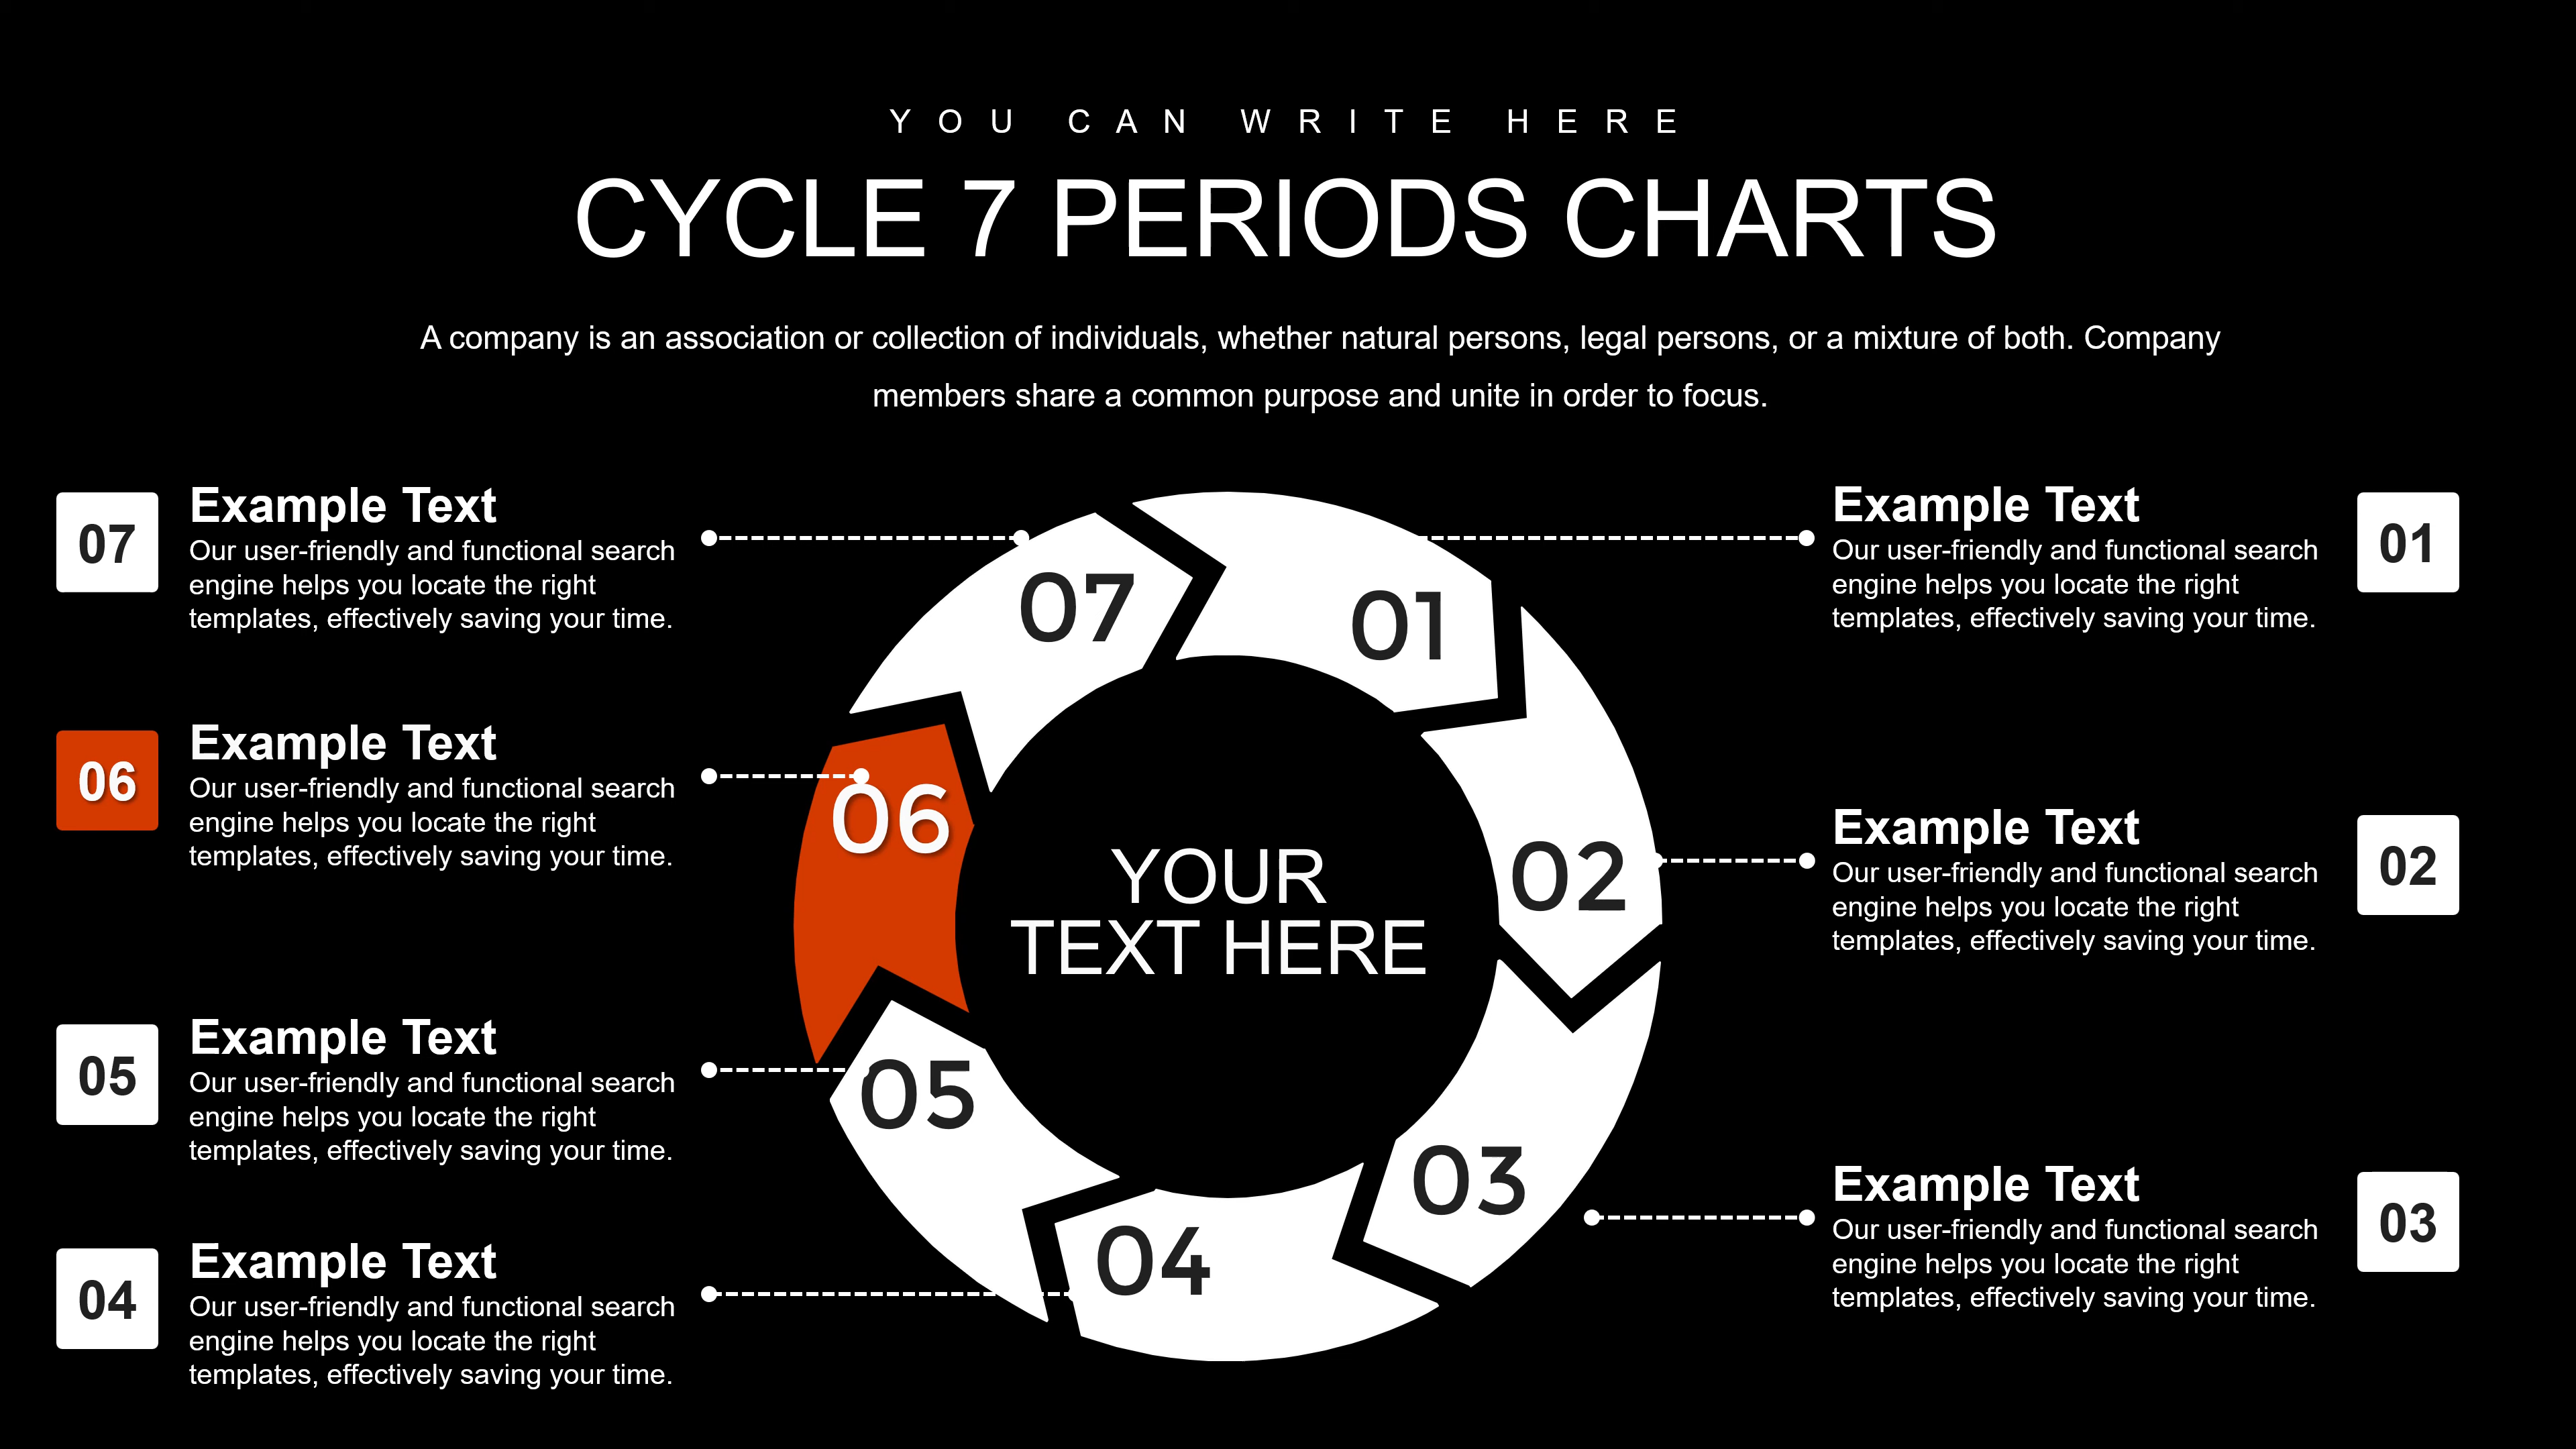 YOU CAN WRITE HERE
CYCLE 7 PERIODS CHARTS
A company is an association or collection of individuals, whether natural persons, legal persons, or a mixture of both. Company
members share a common purpose and unite in order to focus.
07
Example Text
Our user-friendly and functional search
engine helps you locate the right
templates, effectively saving your time.
06
Example Text
Our user-friendly and functional search
engine helps you locate the right
templates, effectively saving your time.
05
Example Text
Our user-friendly and functional search
engine helps you locate the right
templates, effectively saving your time.
04
Example Text
Our user-friendly and functional search
engine helps you locate the right
templates, effectively saving your time.
07
01
06
02
05
03
04
YOUR
TEXT HERE
Example Text
Our user-friendly and functional search
engine helps you locate the right
templates, effectively saving your time.
01
Example Text
Our user-friendly and functional search
engine helps you locate the right
templates, effectively saving your time.
02
Example Text
Our user-friendly and functional search
engine helps you locate the right
templates, effectively saving your time.
03